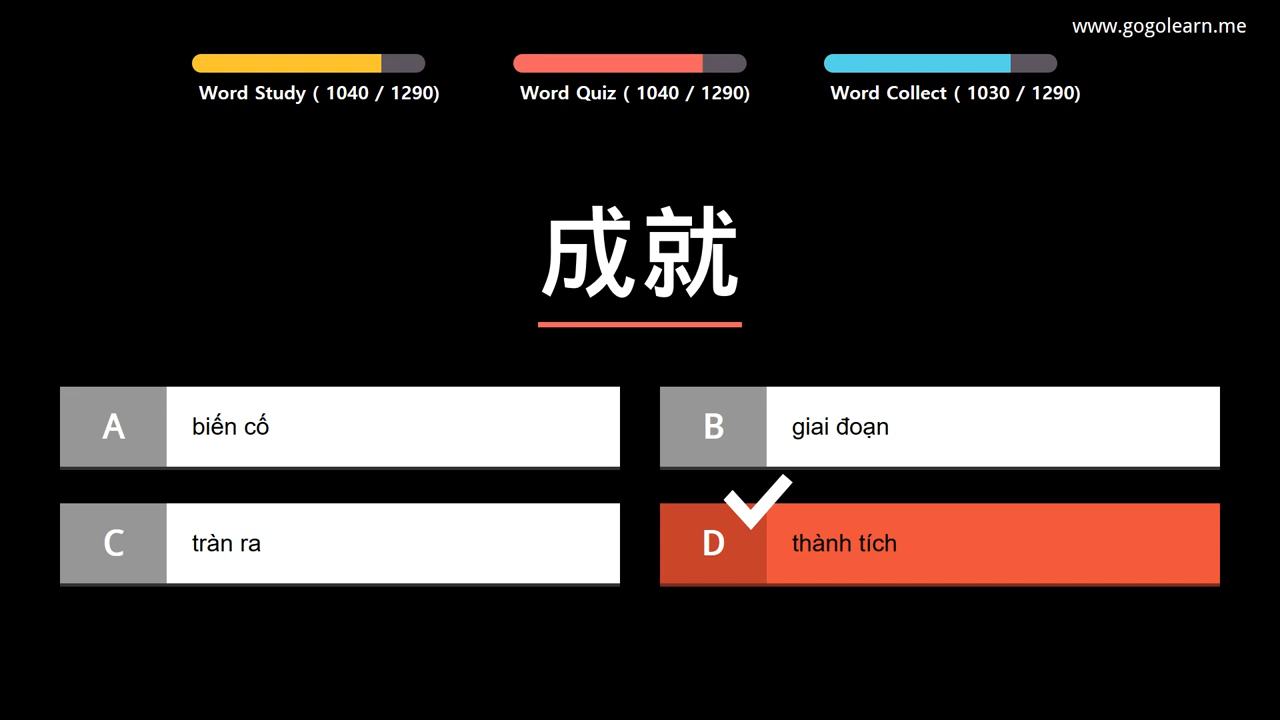 www.gogolearn.me
Word Study ( 1040 / 1290)
Word Quiz ( 1040 / 1290)
Word Collect ( 1030 / 1290)
成就
A
biến cố
B
giai đoạn
C
tràn ra
D
thành tích